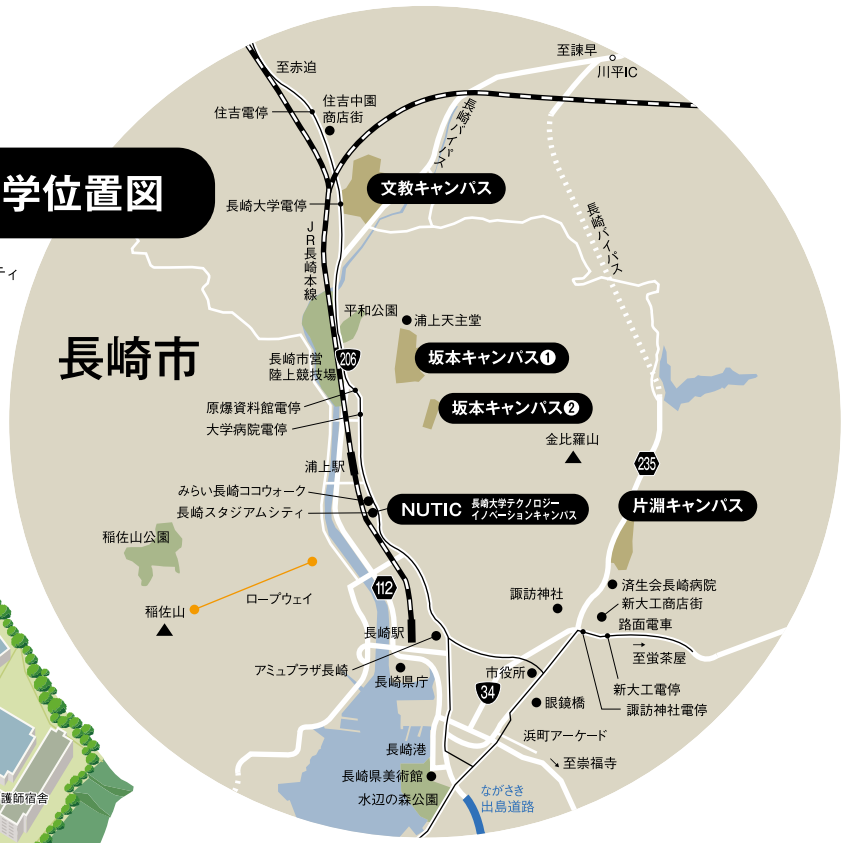 至諫早
川平IC
至赤迫
住吉中園
商店街
住吉電停
長崎バイパス
学位置図
文教キャンパス
長崎大学電停
JR長崎本線
長崎バイパス
ティ
平和公園
浦上天主堂
長崎市
206
坂本キャンパス❶
長崎市営
陸上競技場
原爆資料館電停
坂本キャンパス❷
大学病院電停
金比羅山
235
浦上駅
みらい長崎ココウォーク
長崎スタジアムシティ
NUTIC 長崎大学テクノロジー
イノベーションキャンパス
片淵キャンパス
稲佐山公園
ロープウェイ
112
稲佐山
諏訪神社
済生会長崎病院
新大工商店街
路面電車
→
至蛍茶屋
長崎駅
アミュプラザ長崎
長崎県庁
市役所
34
新大工電停
諏訪神社電停
眼鏡橋
浜町アーケード
長崎港
↘至崇福寺
長崎県美術館
水辺の森公園
ながさき
出島道路
護師宿舎